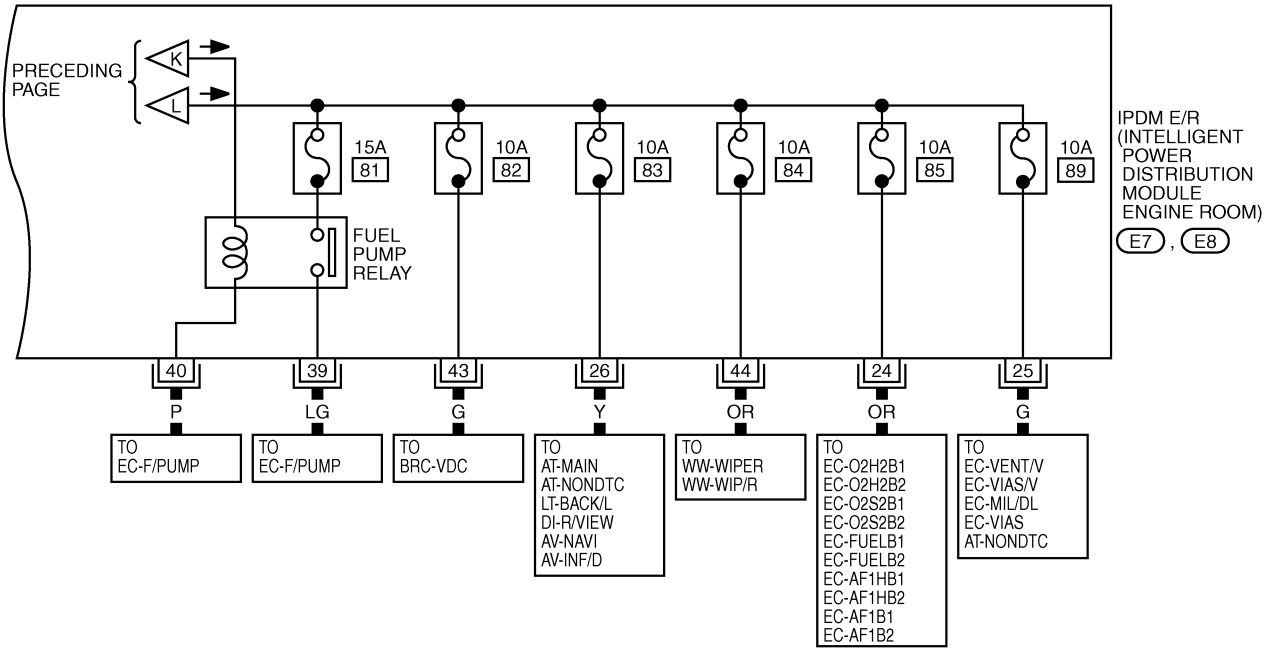 PRECEDING
PAGE
K
L
15A
81
10A
82
10A
83
10A
84
10A
85
10A
89
IPDM E/R
(INTELLIGENT
POWER
DISTRIBUTION
MODULE
ENGINE ROOM)
E7 , E8
FUEL
PUMP
RELAY
40
39
43
26
44
24
25
P
LG
G
Y
OR
OR
G
TO
EC-F/PUMP
TO
EC-F/PUMP
TO
BRC-VDC
TO
AT-MAIN
AT-NONDTC
LT-BACK/L
DI-R/VIEW
AV-NAVI
AV-INF/D
TO
WW-WIPER
WW-WIP/R
TO
EC-O2H2B1
EC-O2H2B2
EC-O2S2B1
EC-O2S2B2
EC-FUELB1
EC-FUELB2
EC-AF1HB1
EC-AF1HB2
EC-AF1B1
EC-AF1B2
TO
EC-VENT/V
EC-VIAS/V
EC-MIL/DL
EC-VIAS
AT-NONDTC